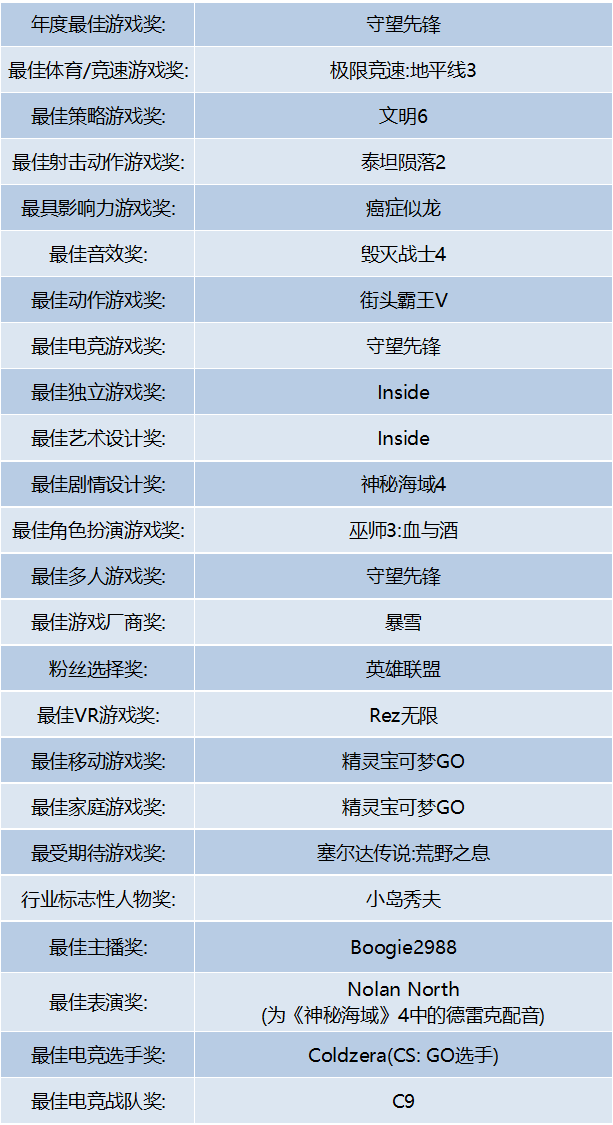 年度最佳游戏奖: 守望先锋
最佳体育/竞速游戏奖: 极限竞速:地平线3
最佳策略游戏奖: 文明6
最佳射击动作游戏奖: 泰坦陨落2
最具影响力游戏奖: 癌症似龙
最佳音效奖: 毁灭战士4
最佳动作游戏奖: 街头霸王V
最佳电竞游戏奖: 守望先锋
最佳独立游戏奖: Inside
最佳艺术设计奖: Inside
最佳剧情设计奖: 神秘海域4
最佳角色扮演游戏奖: 巫师3:血与酒
最佳多人游戏奖: 守望先锋
最佳游戏厂商奖: 暴雪
粉丝选择奖: 英雄联盟
最佳VR游戏奖: Rez无限
最佳移动游戏奖: 精灵宝可梦GO
最佳家庭游戏奖: 精灵宝可梦GO
最受期待游戏奖: 塞尔达传说:荒野之息
行业标志性人物奖: 小岛秀夫
最佳主播奖: Boogie2988
最佳表演奖: Nolan North
(为《神秘海域》4中的德雷克配音)
最佳电竞选手奖: Coldzera(CS: GO选手)
最佳电竞战队奖: C9